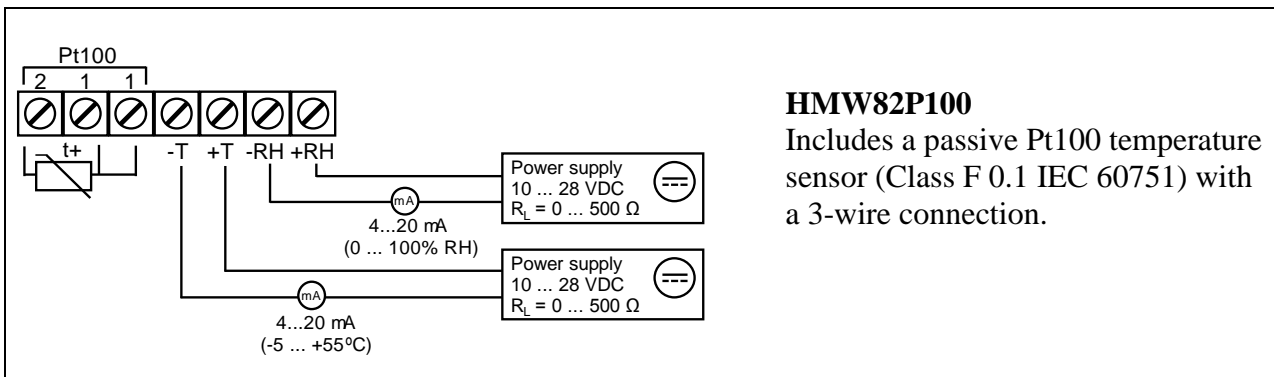 Pt100
2 1 1
t+
-T +T -RH +RH
Power supply
10 ... 28 VDC
RL = 0 ... 500 Ω
mA
4...20 mA
(0 ... 100% RH)
Power supply
10 ... 28 VDC
RL = 0 ... 500 Ω
mA
4...20 mA
(-5 ... +55ºC)
HMW82P100
Includes a passive Pt100 temperature
sensor (Class F 0.1 IEC 60751) with
a 3-wire connection.